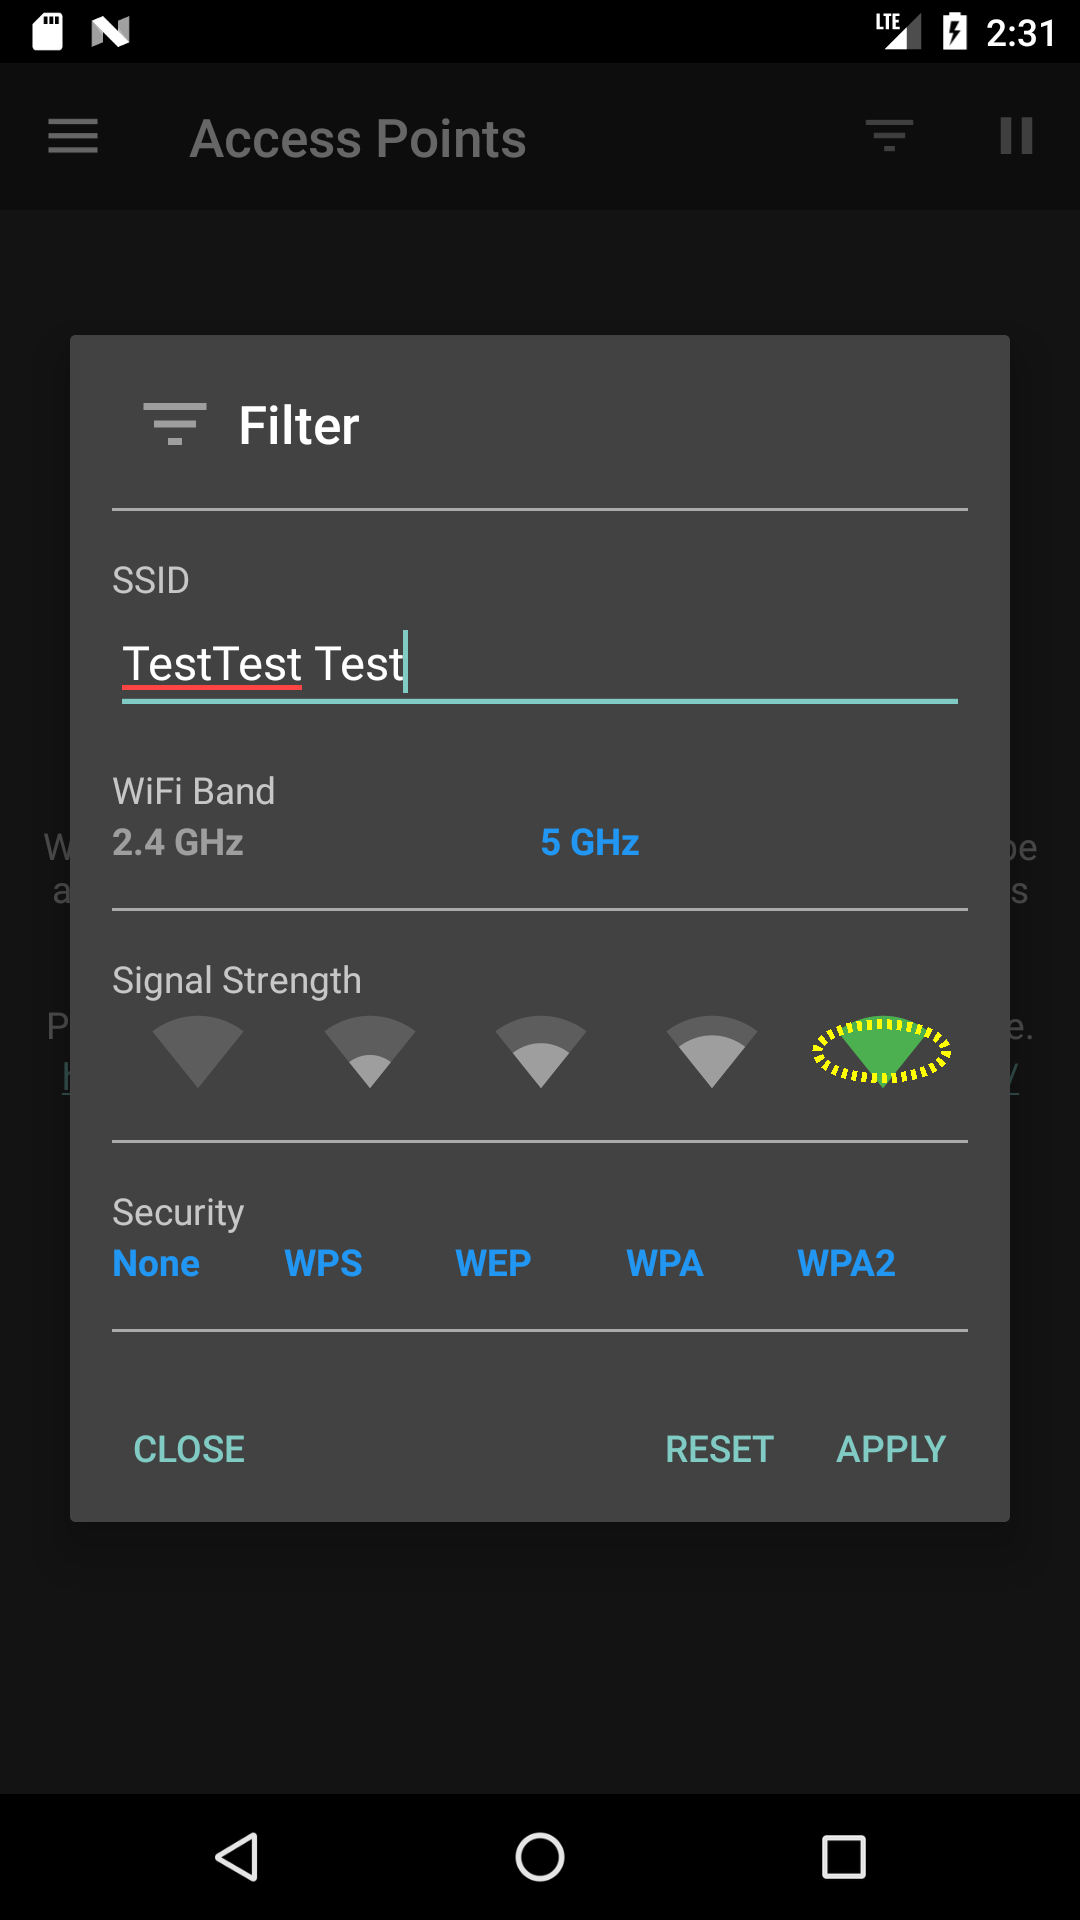 LTE 2:31
Access Points
Filter
SSID
TestTest Test
WiFi Band
2.4 GHz 5 GHz
Signal Strength
Security
None WPS WEP WPA WPA2
CLOSE RESET APPLY